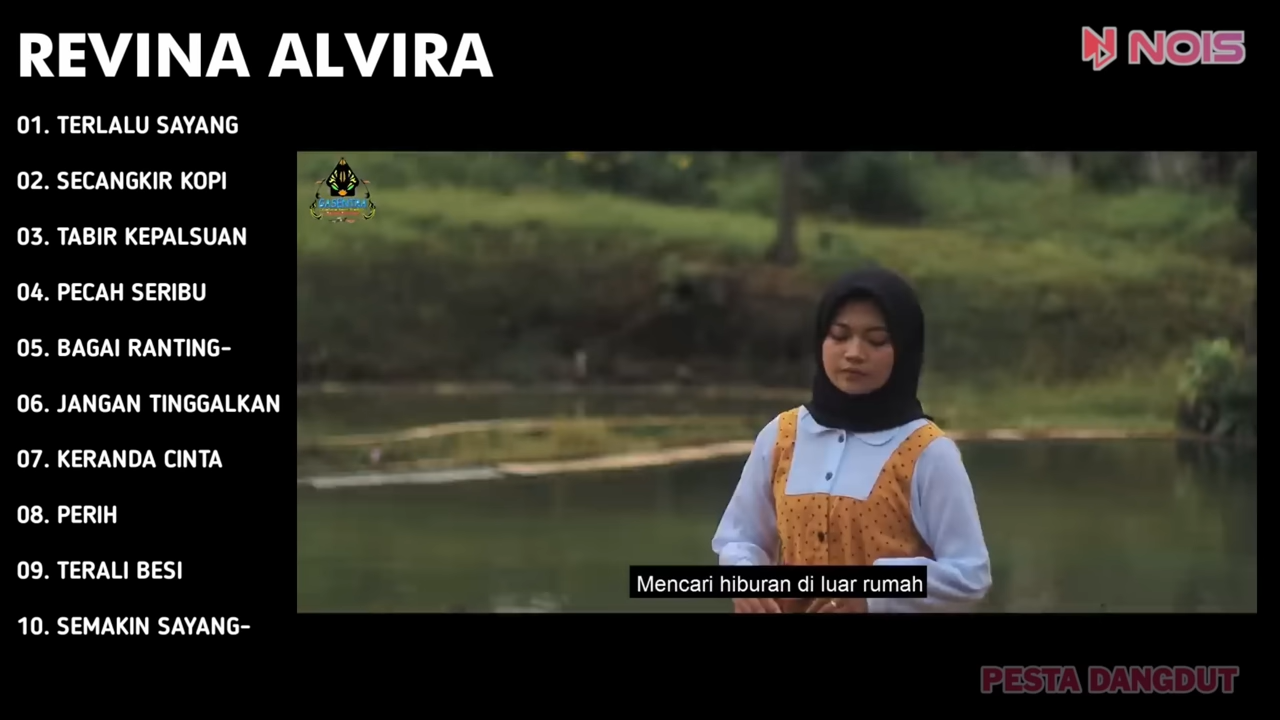 REVINA ALVIRA
NOIS
01. TERLALU SAYANG
02. SECANGKIR KOPI
03. TABIR KEPALSUAN
04. PECAH SERIBU
05. BAGAI RANTING-
06. JANGAN TINGGALKAN
07. KERANDA CINTA
08. PERIH
09. TERALI BESI
10. SEMAKIN SAYANG-
Mencari hiburan di luar rumah
PESTA DANGDUT